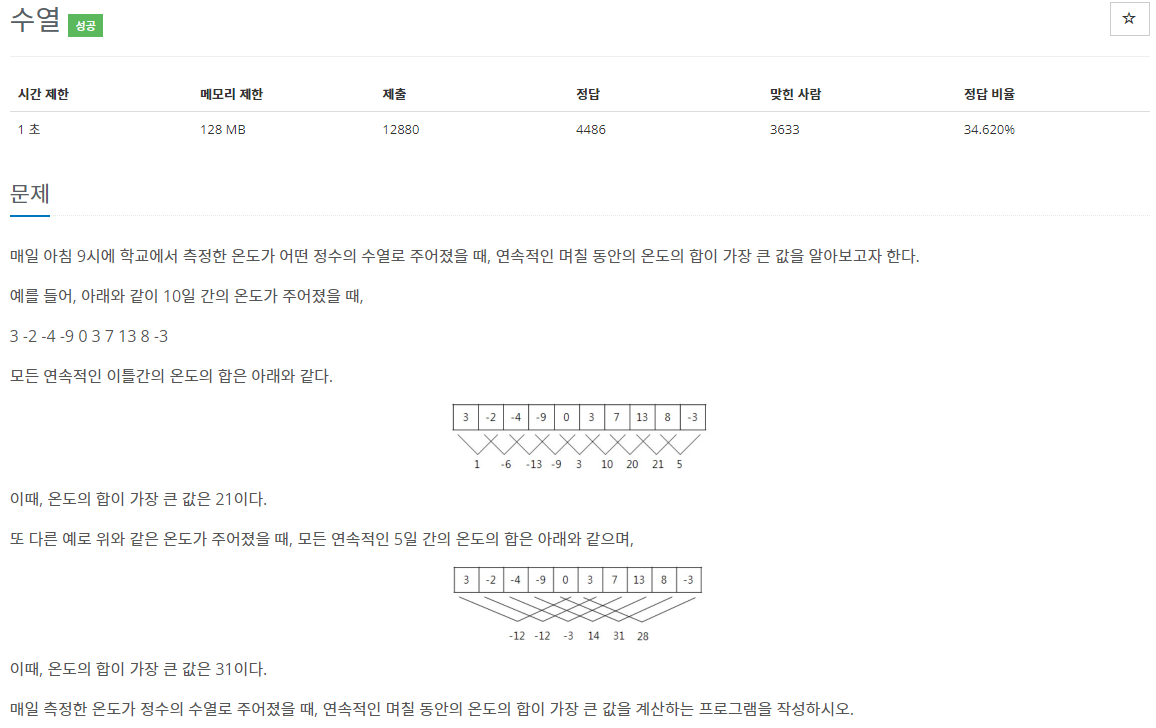 수열 성공
☆
시간 제한 메모리 제한 제출 정답 맞힌 사람 정답 비율
1 초 128 MB 12880 4486 3633 34.620%
문제
매일 아침 9시에 학교에서 측정한 온도가 어떤 정수의 수열로 주어졌을 때, 연속적인 며칠 동안의 온도의 합이 가장 큰 값을 알아보고자 한다.
예를 들어, 아래와 같이 10일 간의 온도가 주어졌을 때,
3 -2 -4 -9 0 3 7 13 8 -3
모든 연속적인 이틀간의 온도의 합은 아래와 같다.
3 -2 -4 -9 0 3 7 13 8 -3
1 -6 -13 -9 3 10 20 21 5
이때, 온도의 합이 가장 큰 값은 21이다.
또 다른 예로 위와 같은 온도가 주어졌을 때, 모든 연속적인 5일 간의 온도의 합은 아래와 같으며,
3 -2 -4 -9 0 3 7 13 8 -3
-12 -12 -3 14 31 28
이때, 온도의 합이 가장 큰 값은 31이다.
매일 측정한 온도가 정수의 수열로 주어졌을 때, 연속적인 며칠 동안의 온도의 합이 가장 큰 값을 계산하는 프로그램을 작성하시오.